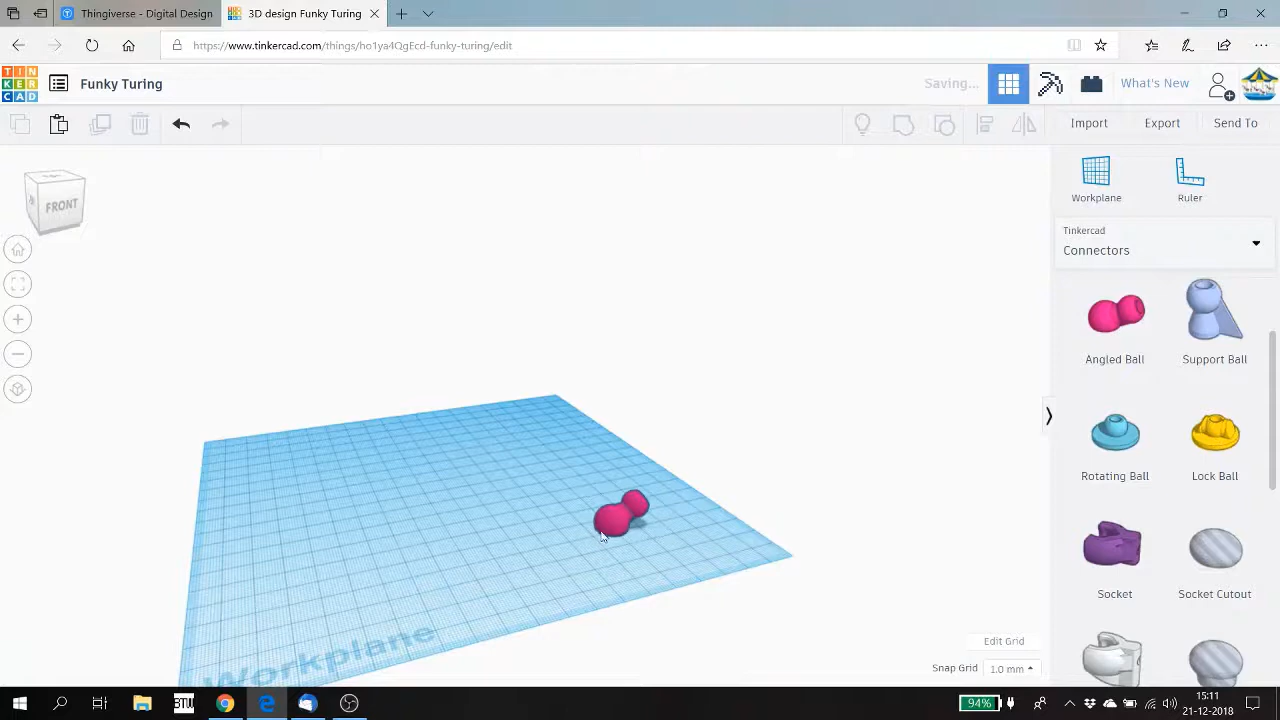 Thingiverse - Digital Design
3D design Funky Turing
https://www.tinkercad.com/things/ho1ya4QgEcd-funky-turing/edit
TIN
KER
CAD
Funky Turing
Saving...
What's New
Import
Export
Send To
FRONT
Workplane
Ruler
Tinkercad
Connectors
Angled Ball
Support Ball
Rotating Ball
Lock Ball
Socket
Socket Cutout
Edit Grid
Snap Grid
1.0 mm
BTW
94%
15:11
21-12-2018